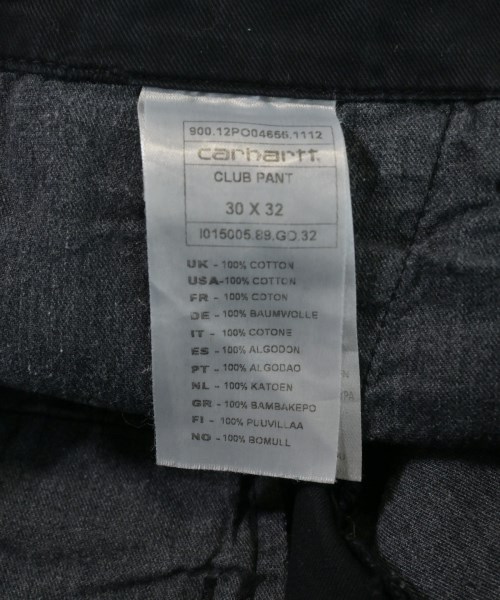 900.12PO04656.1112
carhartt
CLUB PANT
30 X 32
I015005.89.GD.32
UK - 100% COTTON
USA- 100% COTTON
FR - 100% COTON
DE - 100% BAUMWOLLE
IT - 100% COTONE
ES - 100% ALGODON
PT - 100% ALGODAO
NL - 100% KATOEN
GR - 100% BAMBAKEPO
FI - 100% PUUVILLAA
NO - 100% BOMULL